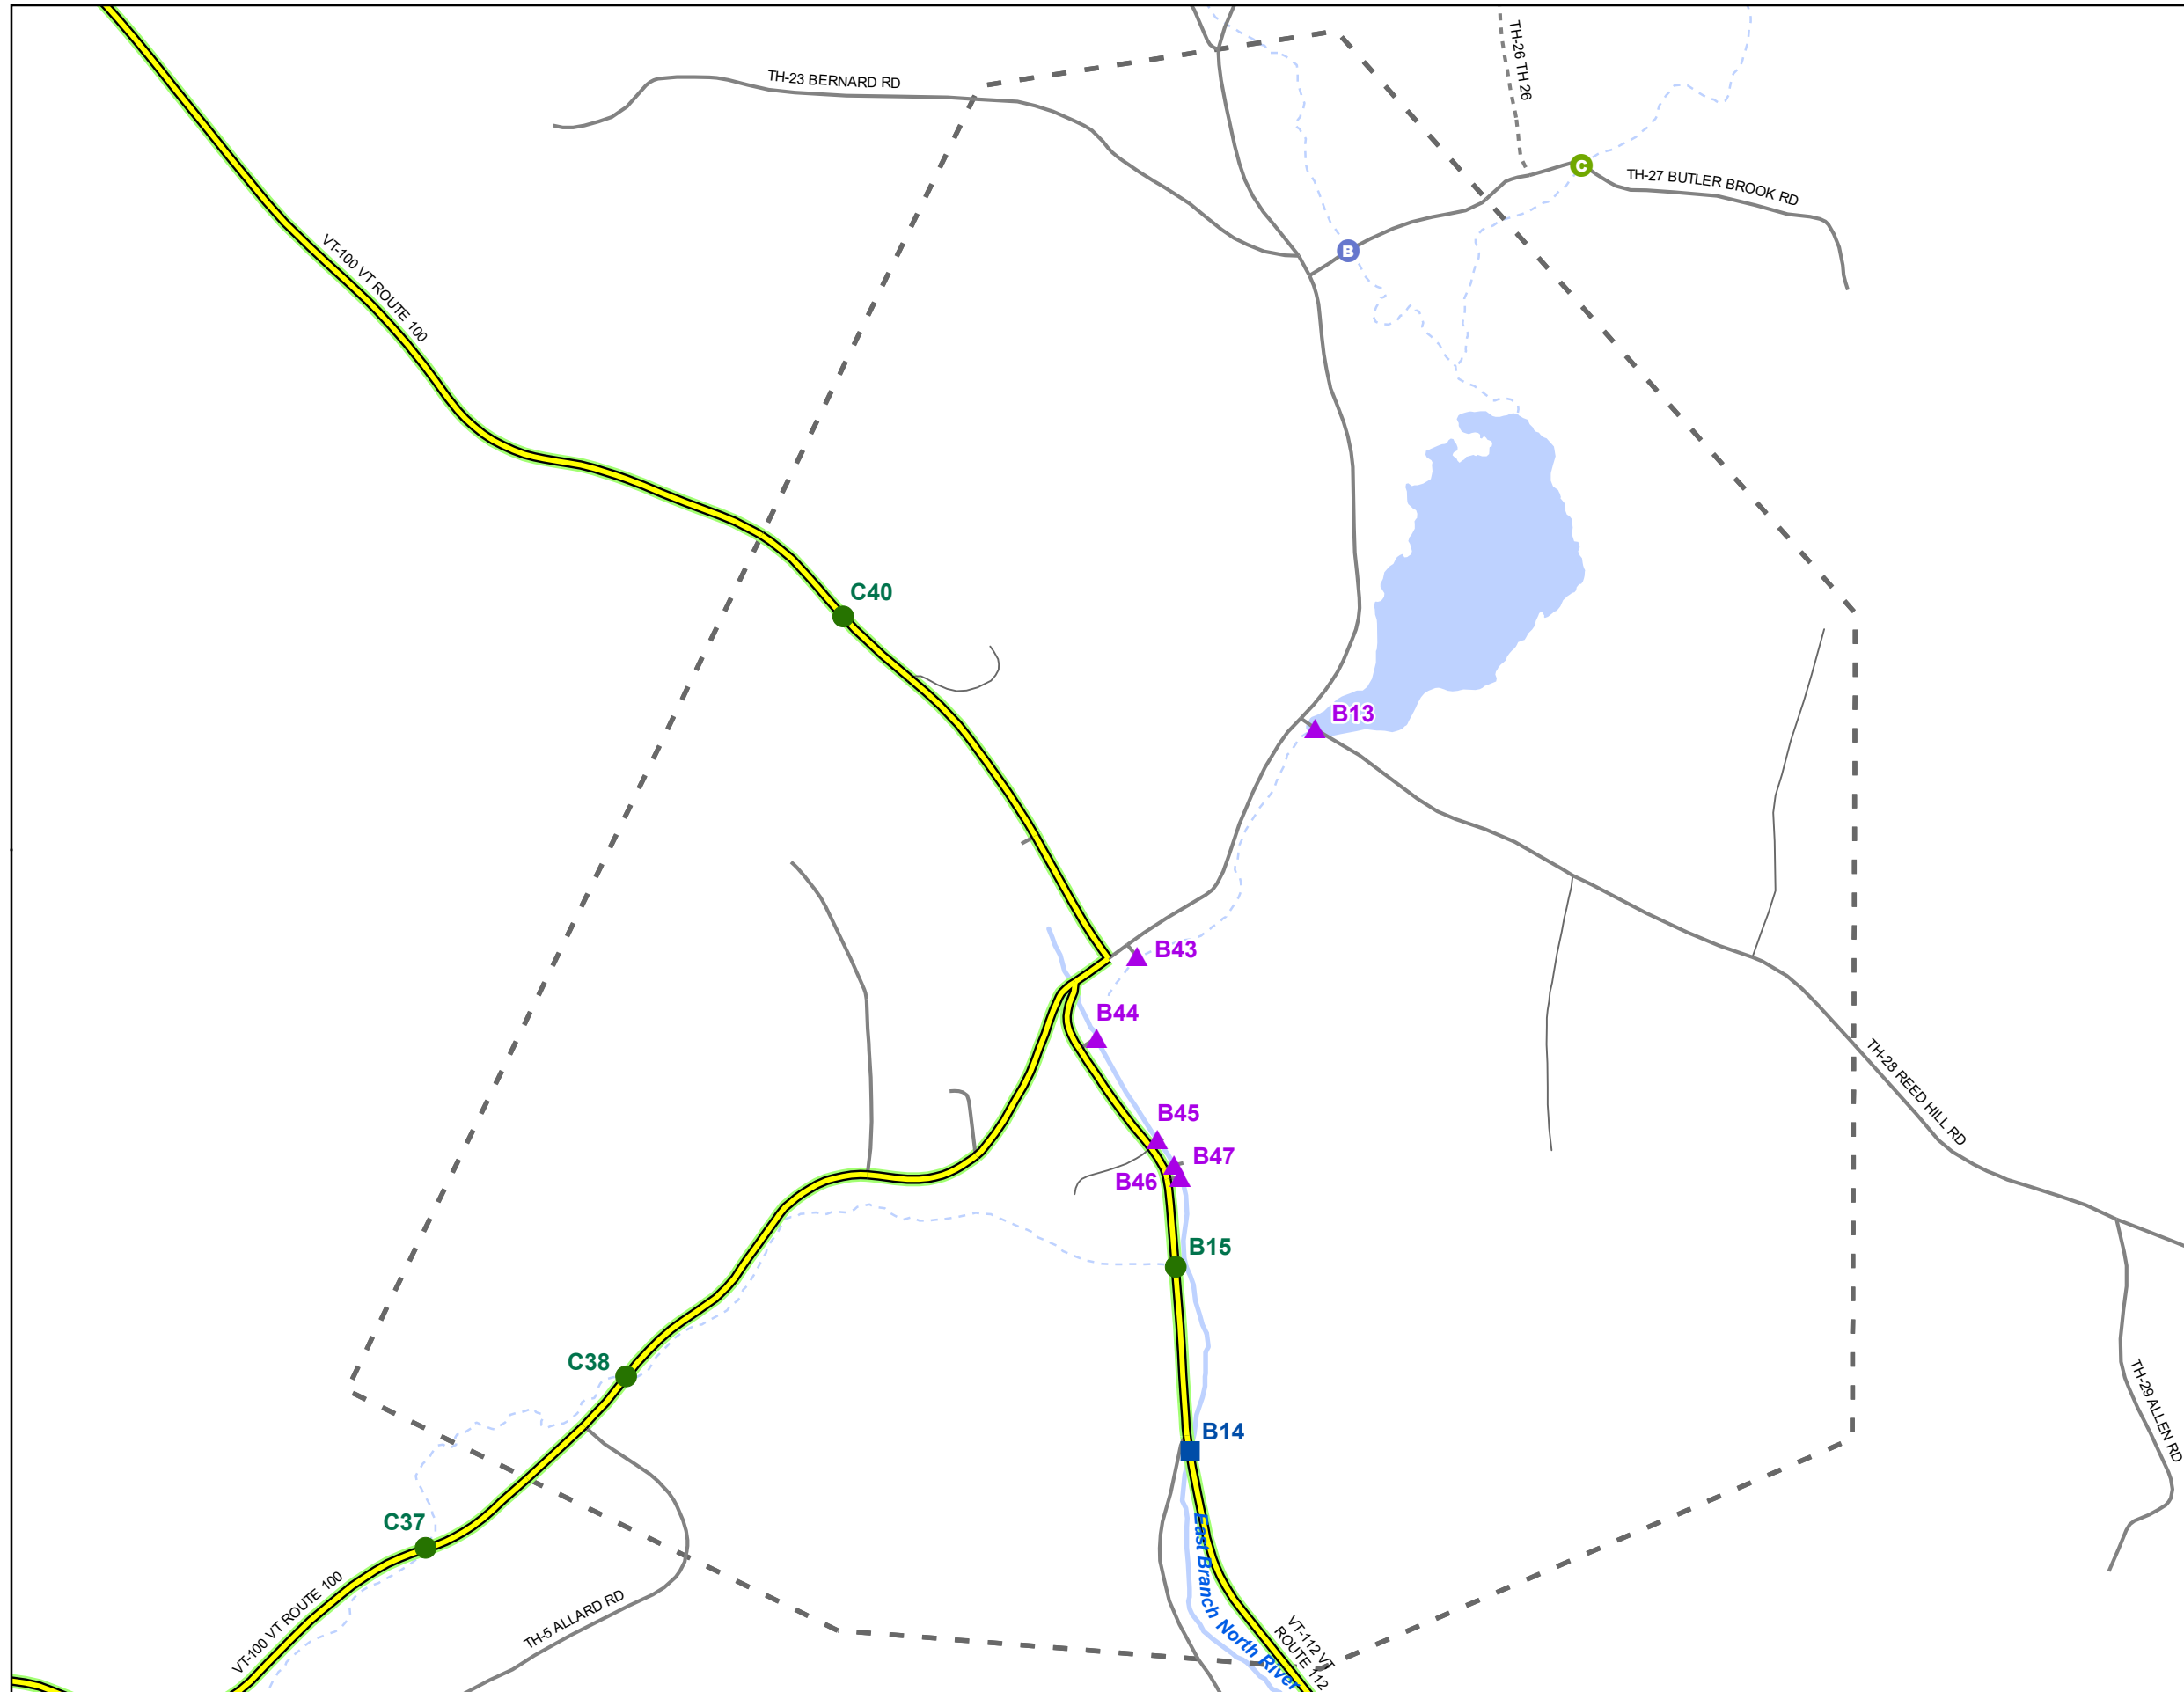 TH-26 TH 26
TH-23 BERNARD RD
C
TH-27 BUTLER BROOK RD
B
VT-100 VT ROUTE 100
C40
B13
B43
B44
TH-28 REED HILL RD
B45
B47
B46
B15
C38
B14
TH-29 ALLEN RD
C37
East Branch North River
VT-100 VT ROUTE 100
TH-5 ALLARD RD
VT-112 VT
ROUTE 112